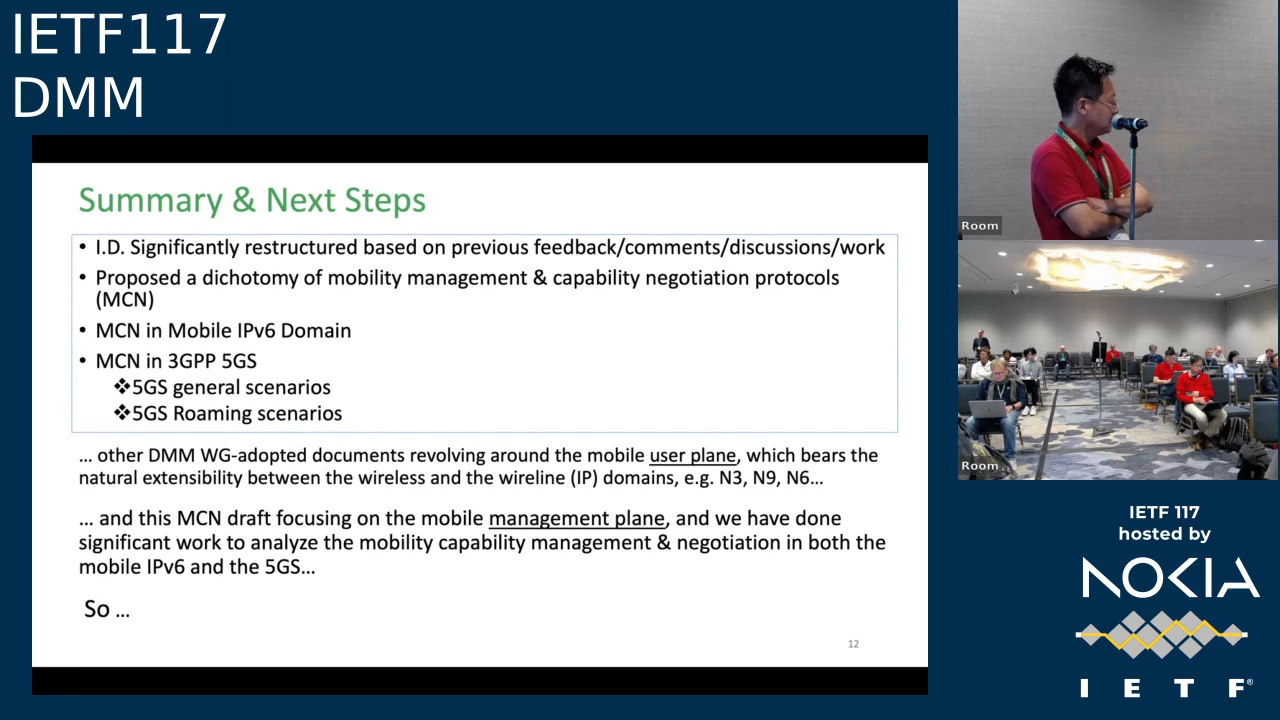 IETF117
DMM
Summary & Next Steps
• I.D. Significantly restructured based on previous feedback/comments/discussions/work
• Proposed a dichotomy of mobility management & capability negotiation protocols
(MCN)
• MCN in Mobile IPv6 Domain
• MCN in 3GPP 5GS
❖5GS general scenarios
❖5GS Roaming scenarios
... other DMM WG-adopted documents revolving around the mobile user plane, which bears the
natural extensibility between the wireless and the wireline (IP) domains, e.g. N3, N9, N6...
... and this MCN draft focusing on the mobile management plane, and we have done
significant work to analyze the mobility capability management & negotiation in both the
mobile IPv6 and the 5GS...
So ...
12
Room
Room
IETF 117
hosted by
NOKIA
I E T F®